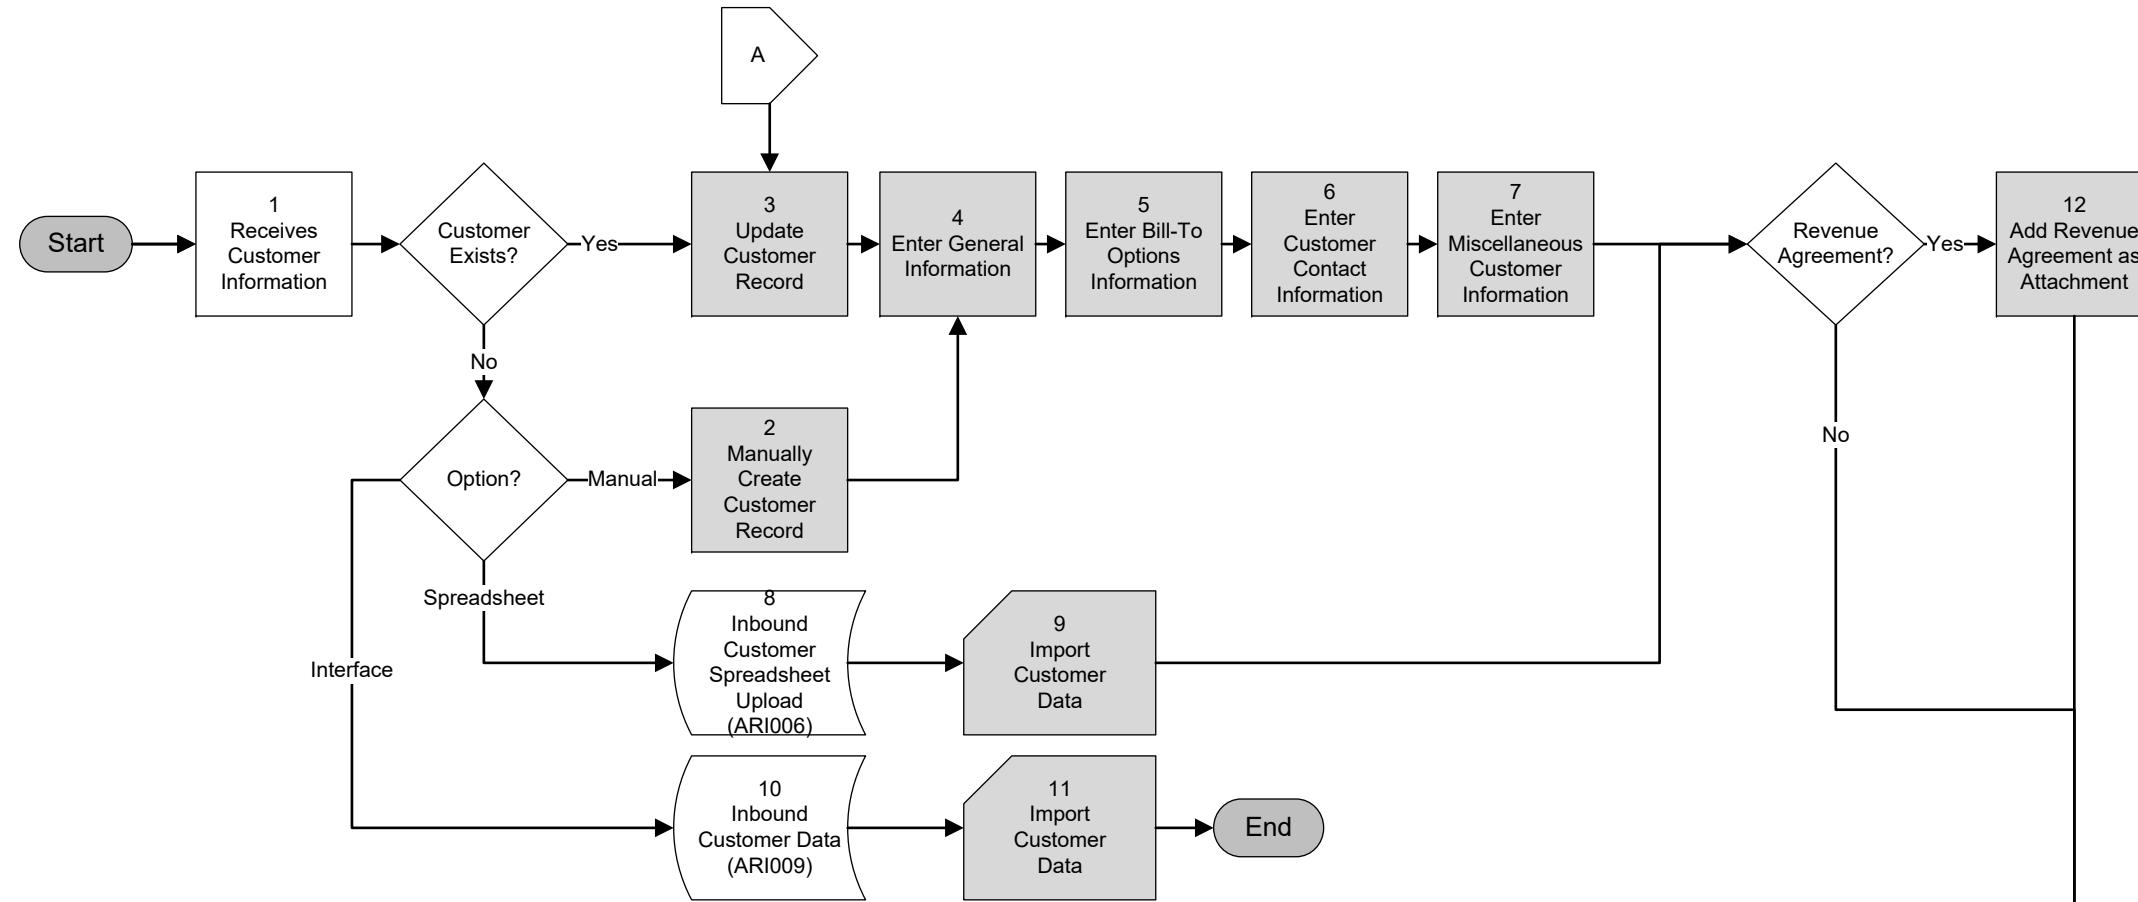 A
Start
1
Receives
Customer
Information
Customer
Exists?
Yes
3
Update
Customer
Record
4
Enter General
Information
5
Enter Bill-To
Options
Information
6
Enter
Customer
Contact
Information
7
Enter
Miscellaneous
Customer
Information
Revenue
Agreement?
Yes
12
Add Revenue
Agreement as
Attachment
No
No
Option?
Manual
2
Manually
Create
Customer
Record
Spreadsheet
8
Inbound
Customer
Spreadsheet
Upload
(ARI006)
9
Import
Customer
Data
Interface
10
Inbound
Customer Data
(ARI009)
11
Import
Customer
Data
End